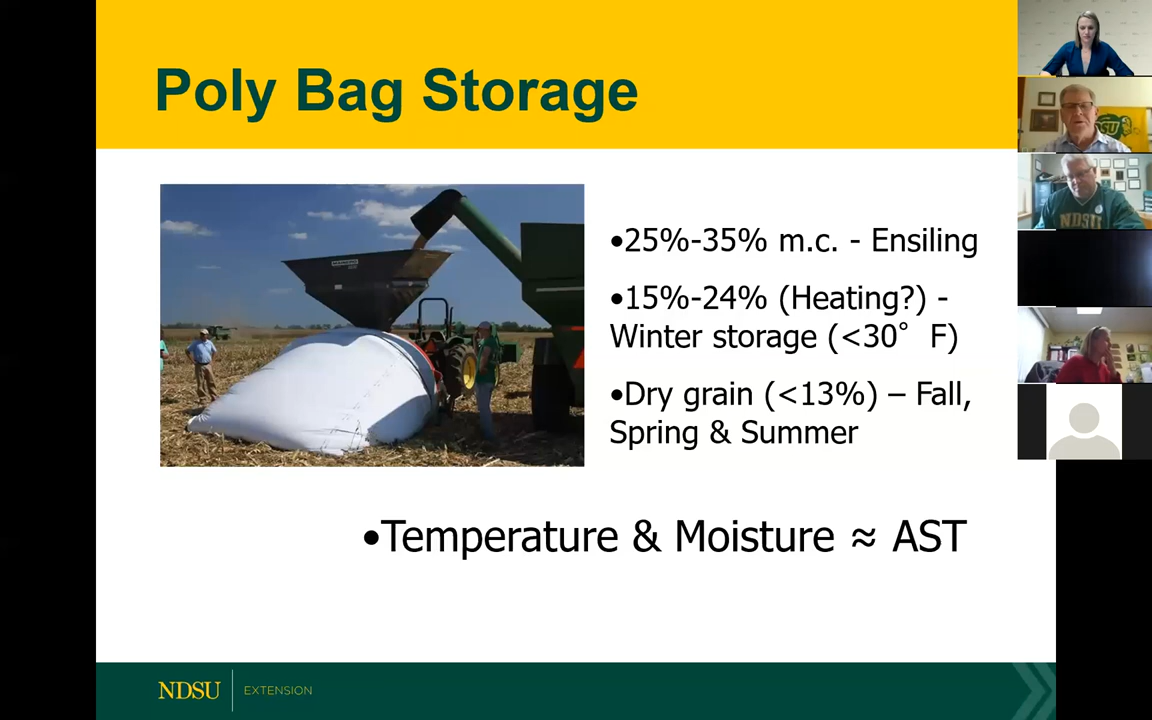 Poly Bag Storage
•25%-35% m.c. - Ensiling
•15%-24% (Heating?) -
Winter storage (<30° F)
•Dry grain (<13%) – Fall,
Spring & Summer
•Temperature & Moisture ≈ AST
NDSU
EXTENSION
NDSU